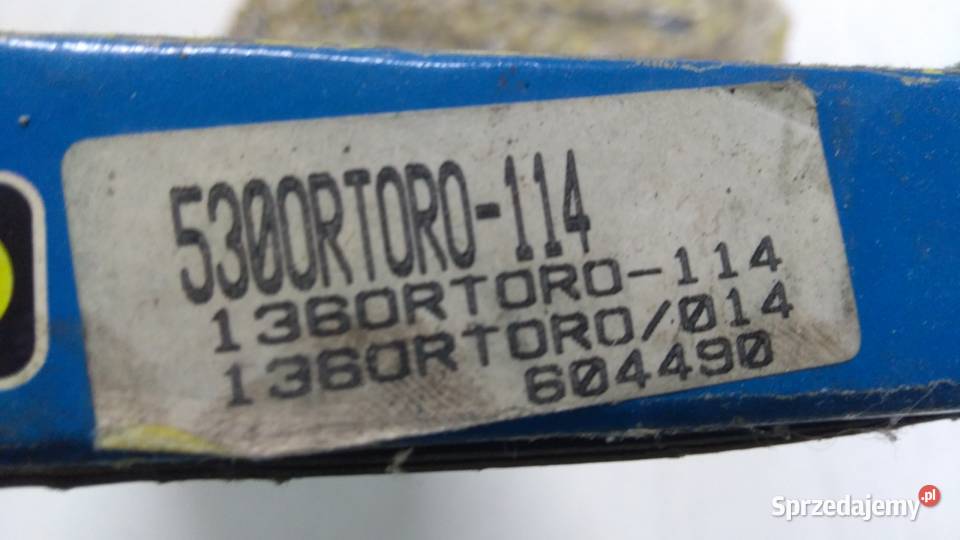 5300RTORO-114
1360RTORO-114
1360RTORO/014
604490
Sprzedajemy.pl